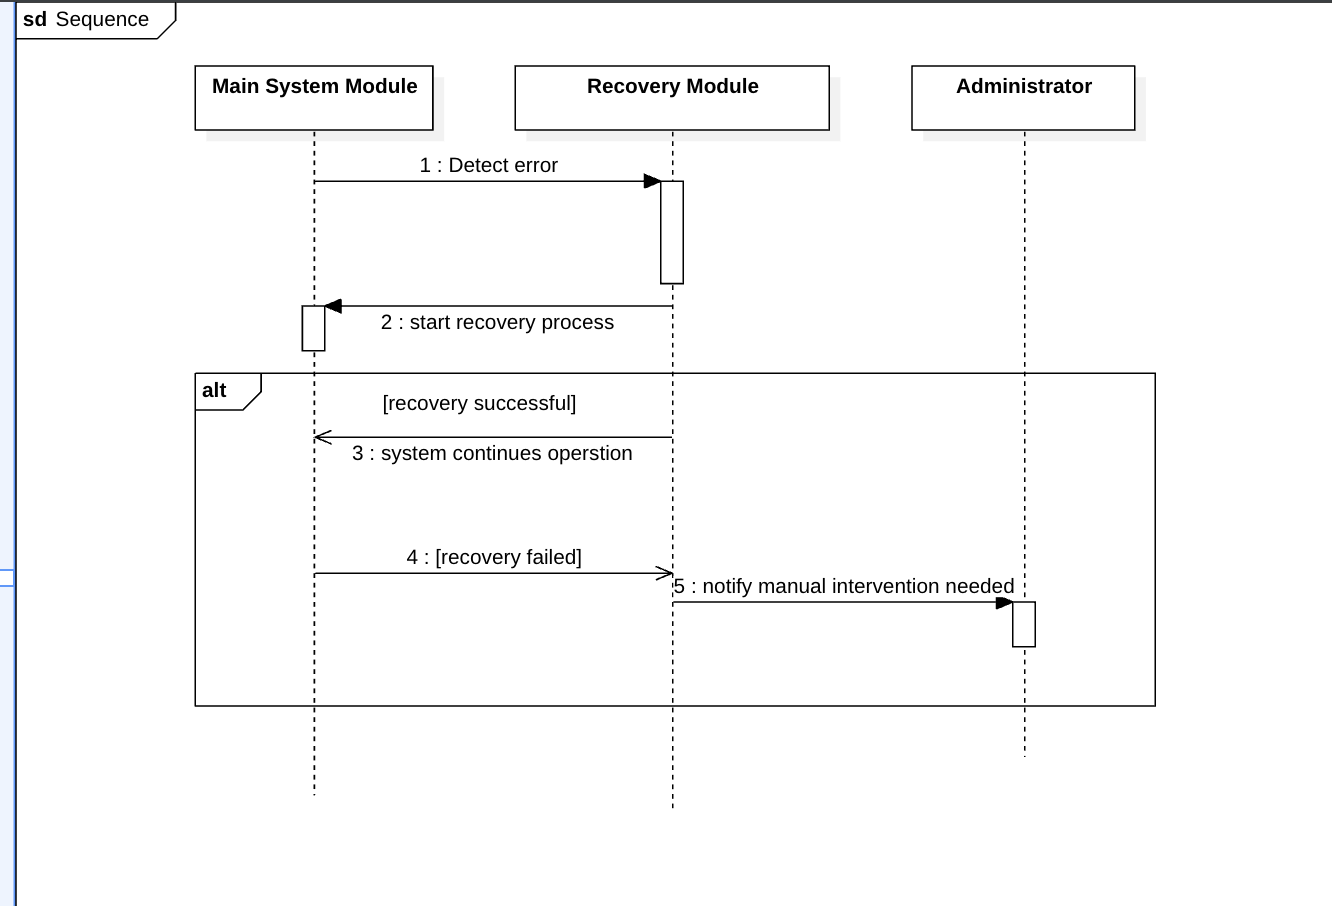 sd Sequence
Main System Module
Recovery Module
Administrator
1 : Detect error
2 : start recovery process
alt
[recovery successful]
3 : system continues operstion
4 : [recovery failed]
5 : notify manual intervention needed